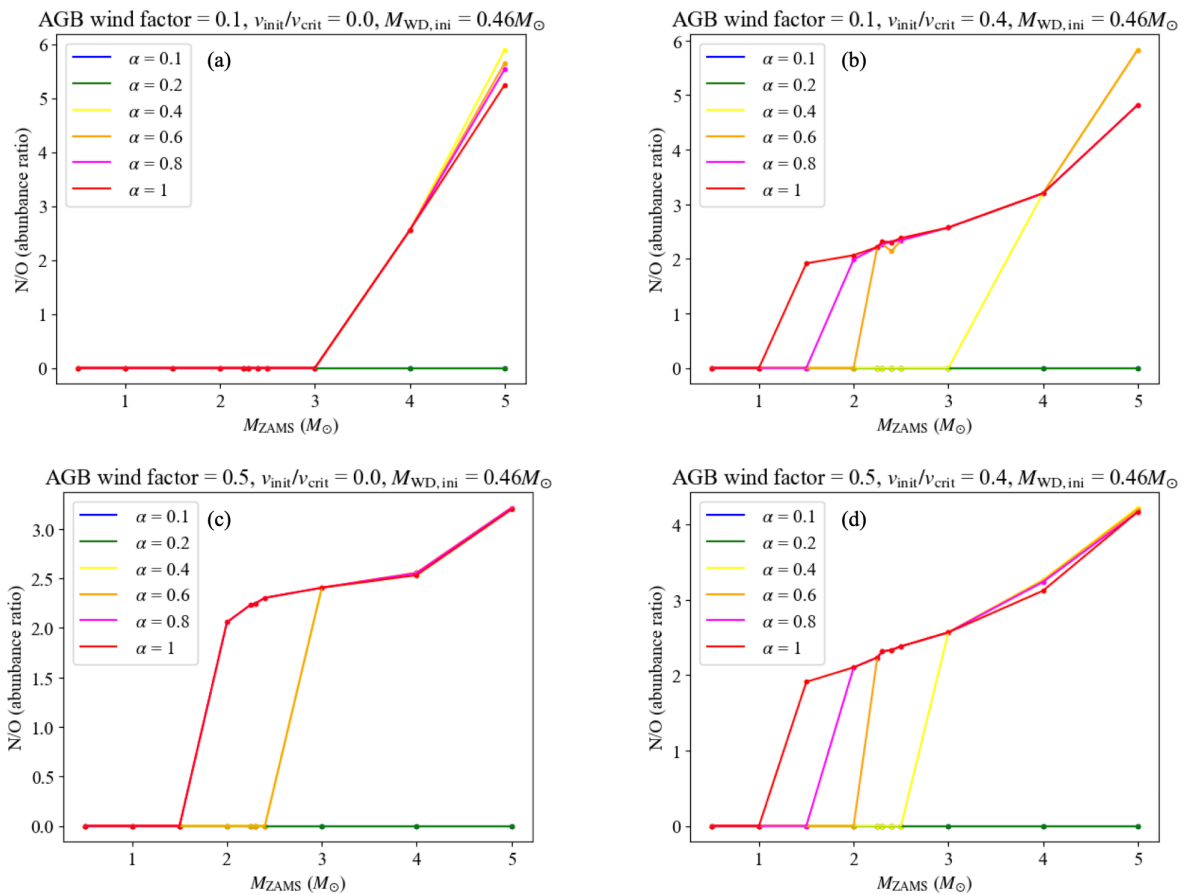 AGB wind factor = 0.1, v_init/v_crit = 0.0, M_WD,ini = 0.46M_⊙
(a)
α = 0.1
α = 0.2
α = 0.4
α = 0.6
α = 0.8
α = 1
N/O (abunbance ratio)
6
5
4
3
2
1
0
1 2 3 4 5
M_ZAMS (M_⊙)
AGB wind factor = 0.1, v_init/v_crit = 0.4, M_WD,ini = 0.46M_⊙
(b)
α = 0.1
α = 0.2
α = 0.4
α = 0.6
α = 0.8
α = 1
N/O (abunbance ratio)
6
5
4
3
2
1
0
1 2 3 4 5
M_ZAMS (M_⊙)
AGB wind factor = 0.5, v_init/v_crit = 0.0, M_WD,ini = 0.46M_⊙
(c)
α = 0.1
α = 0.2
α = 0.4
α = 0.6
α = 0.8
α = 1
N/O (abunbance ratio)
3.0
2.5
2.0
1.5
1.0
0.5
0.0
1 2 3 4 5
M_ZAMS (M_⊙)
AGB wind factor = 0.5, v_init/v_crit = 0.4, M_WD,ini = 0.46M_⊙
(d)
α = 0.1
α = 0.2
α = 0.4
α = 0.6
α = 0.8
α = 1
N/O (abunbance ratio)
4
3
2
1
0
1 2 3 4 5
M_ZAMS (M_⊙)